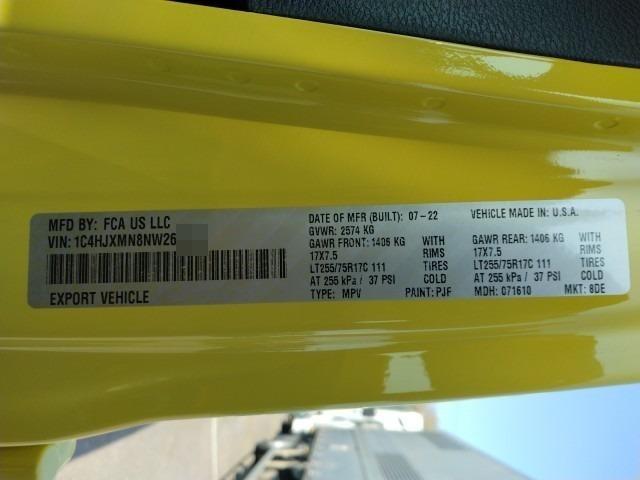 MFD BY: FCA US LLC
VIN: 1C4HJXMN8NW26
EXPORT VEHICLE
DATE OF MFR (BUILT): 07-22
GVWR: 2574 KG
GAWR FRONT: 1406 KG WITH
17X7.5 RIMS
LT255/75R17C 111 TIRES
AT 255 kPa / 37 PSI COLD
TYPE: MPV PAINT: PJF
VEHICLE MADE IN: U.S.A.
GAWR REAR: 1406 KG WITH
17X7.5 RIMS
LT255/75R17C 111 TIRES
AT 255 kPa / 37 PSI COLD
MDH: 071610 MKT: 8DE